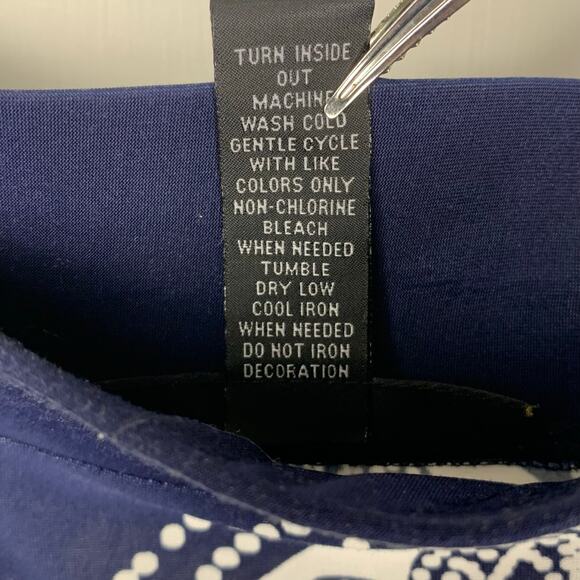 TURN INSIDE
OUT
MACHINE
WASH COLD
GENTLE CYCLE
WITH LIKE
COLORS ONLY
NON-CHLORINE
BLEACH
WHEN NEEDED
TUMBLE
DRY LOW
COOL IRON
WHEN NEEDED
DO NOT IRON
DECORATION